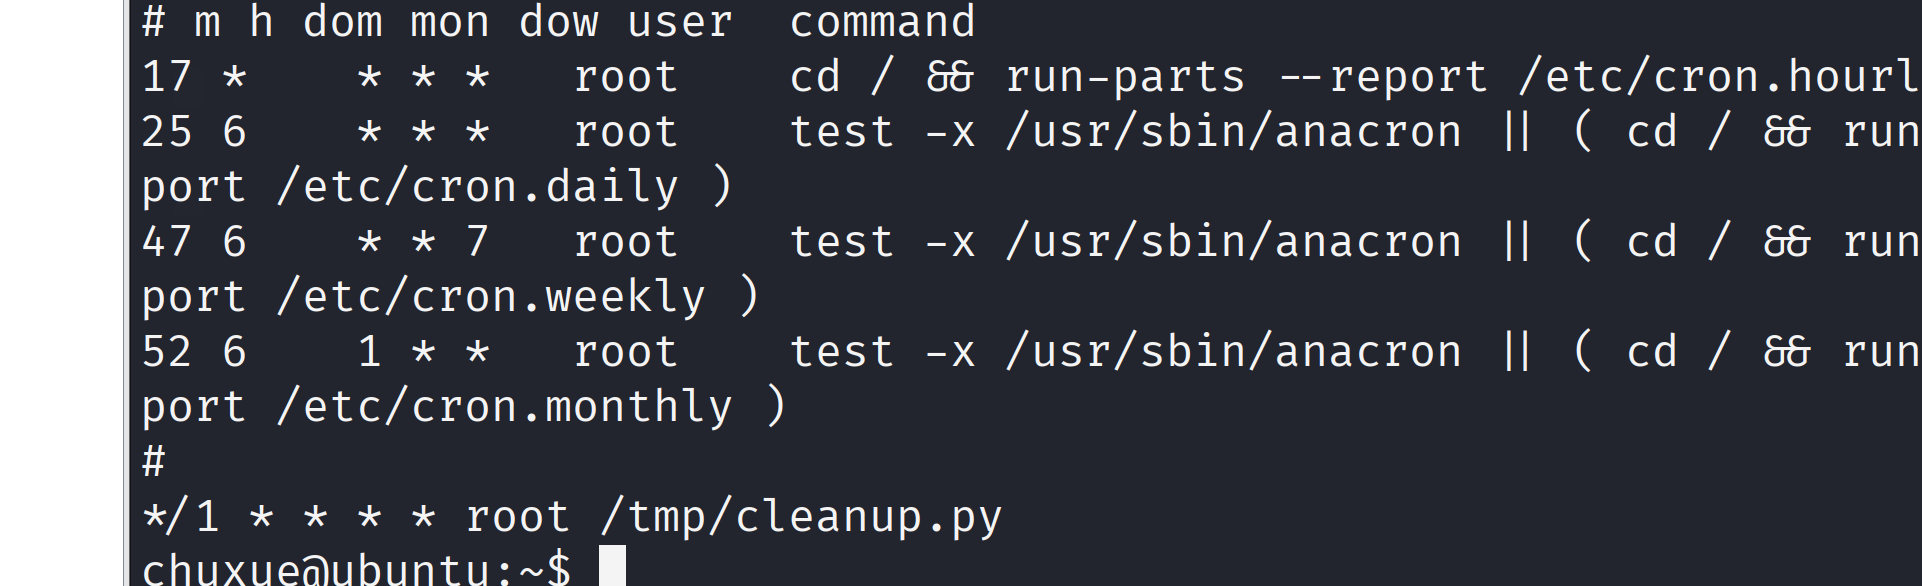 # m h dom mon dow user  command
17 *    * * *   root    cd / && run-parts --report /etc/cron.hourl
25 6    * * *   root    test -x /usr/sbin/anacron || ( cd / && run
port /etc/cron.daily )
47 6    * * 7   root    test -x /usr/sbin/anacron || ( cd / && run
port /etc/cron.weekly )
52 6    1 * *   root    test -x /usr/sbin/anacron || ( cd / && run
port /etc/cron.monthly )
#
*/1 * * * * root /tmp/cleanup.py
chuxue@ubuntu:~$